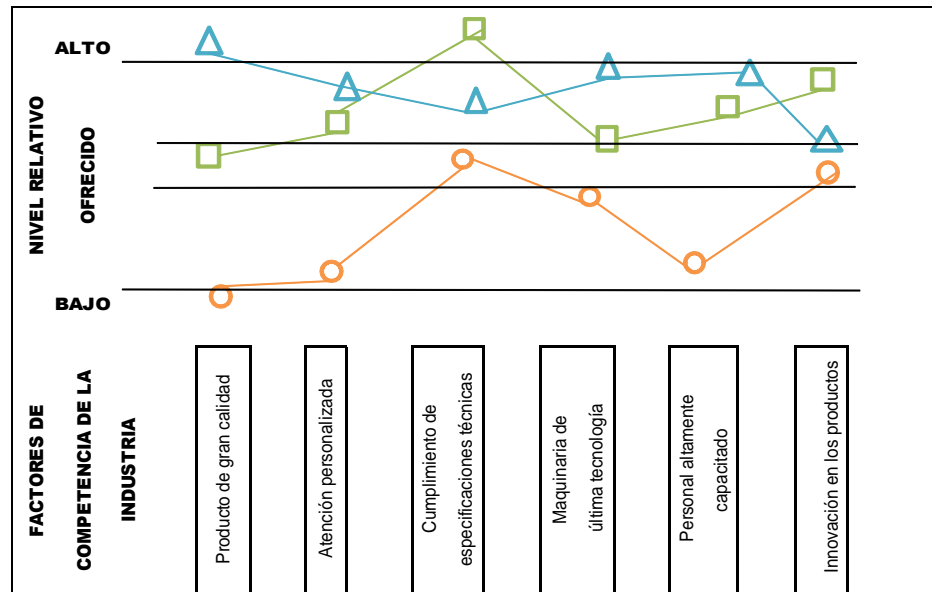 ALTO
NIVEL RELATIVO
OFRECIDO
BAJO
FACTORES DE
COMPETENCIA DE LA
INDUSTRIA
Producto de gran calidad
Atención personalizada
Cumplimiento de
especificaciones técnicas
Maquinaria de
última tecnología
Personal altamente
capacitado
Innovación en los productos